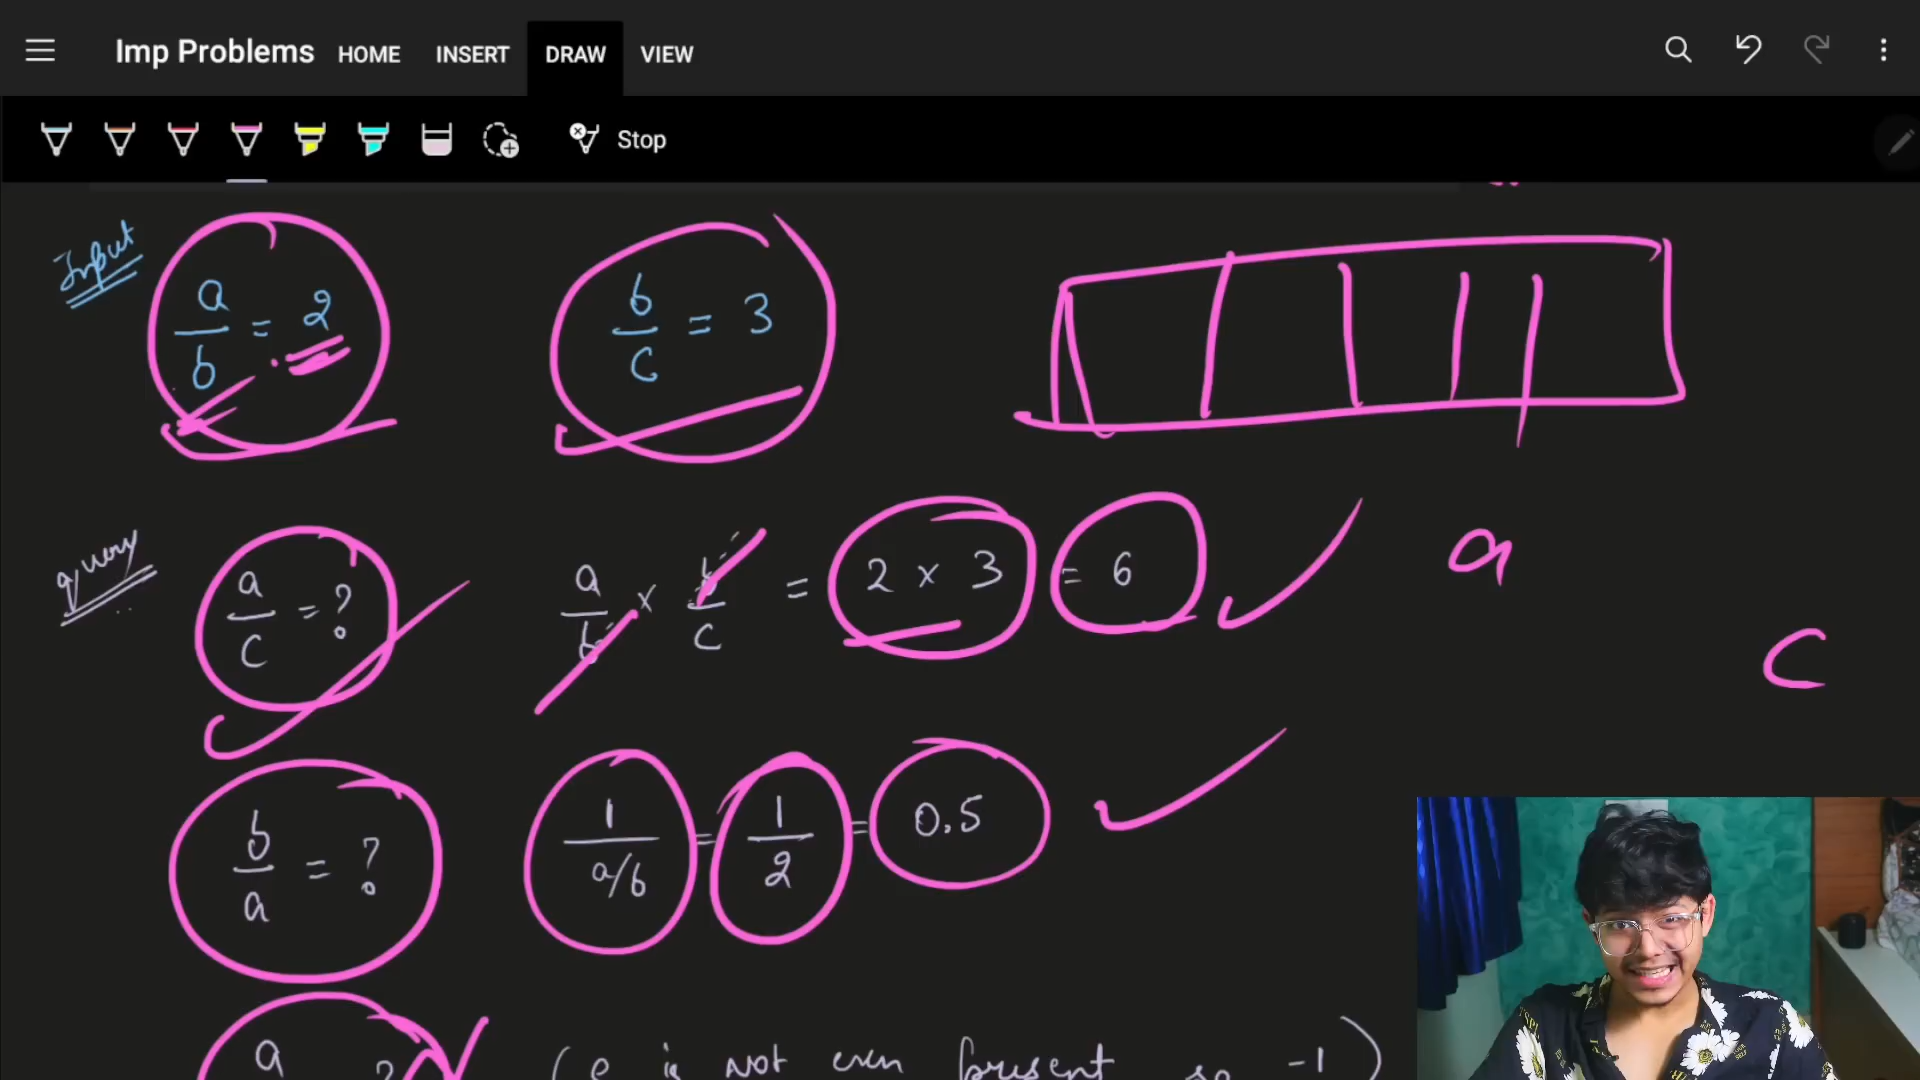 Imp Problems HOME INSERT DRAW VIEW
Stop
Input
a/b = 2
b/c = 3
query
a/c = ?
a/b × b/c = 2 × 3 = 6
a
c
b/a = ?
1/a/b = 1/2 = 0.5
a ?
(e is not even present so -1)